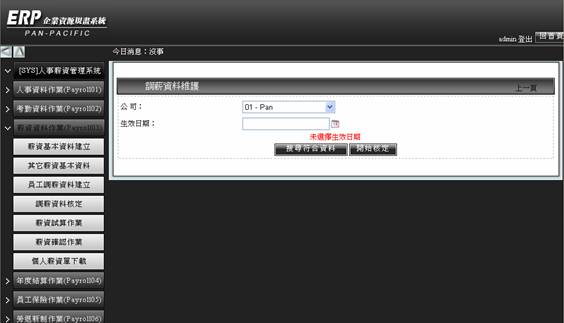 ERP 企業資源規畫系統
PAN-PACIFIC
admin 登出 回首頁
今日消息：沒事
[SYS]人事薪資管理系統
人事資料作業(Payroll01)
考勤資料作業(Payroll02)
薪資資料作業(Payroll03)
薪資基本資料建立
其它薪資基本資料
員工調薪資料建立
調薪資料核定
薪資試算作業
薪資確認作業
個人薪資單下載
年度結算作業(Payroll04)
員工保險作業(Payroll05)
勞退新制作業(Payroll06)
調薪資料維護 上一頁
公 司： 01 - Pan
生效日期：
未選擇生效日期
搜尋符合資料 開始核定